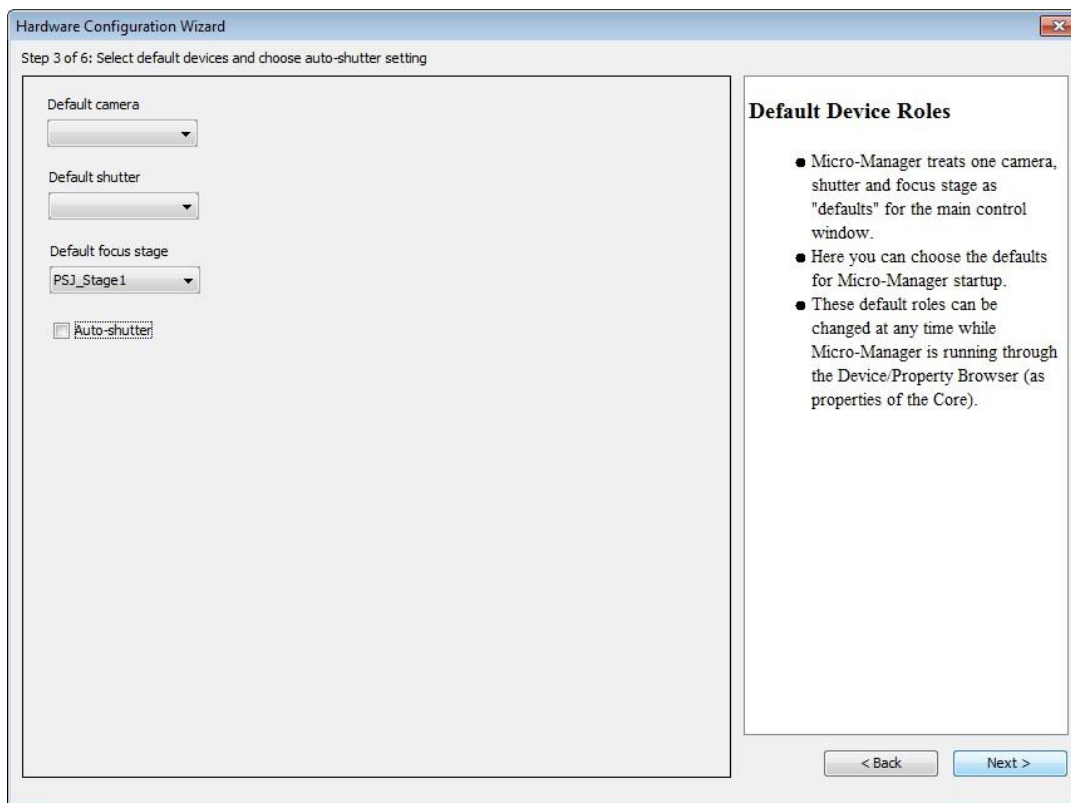 Hardware Configuration Wizard
Step 3 of 6: Select default devices and choose auto-shutter setting
Default camera
Default shutter
Default focus stage
PSJ_Stage1
Auto-shutter
Default Device Roles
Micro-Manager treats one camera,
shutter and focus stage as
"defaults" for the main control
window.
Here you can choose the defaults
for Micro-Manager startup.
These default roles can be
changed at any time while
Micro-Manager is running through
the Device/Property Browser (as
properties of the Core).
< Back
Next >